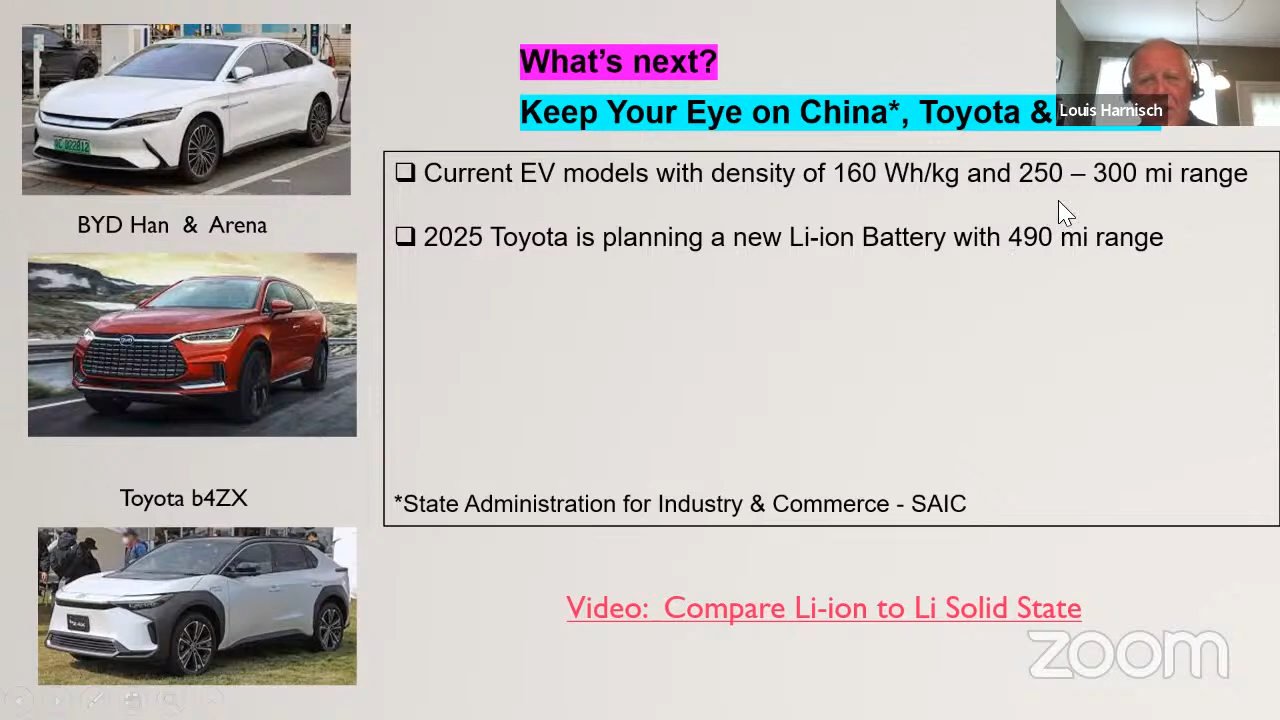 What's next?
Keep Your Eye on China*, Toyota &
Louis Harnisch
BYD Han & Arena
❑ Current EV models with density of 160 Wh/kg and 250 – 300 mi range
❑ 2025 Toyota is planning a new Li-ion Battery with 490 mi range
Toyota b4ZX
*State Administration for Industry & Commerce - SAIC
Video: Compare Li-ion to Li Solid State
zoom